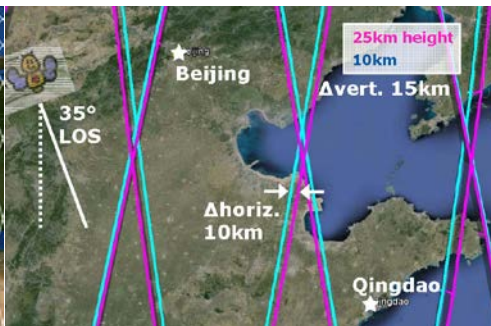 25km height
10km
Beijing
Δvert. 15km
35°
LOS
Δhoriz.
10km
Qingdao